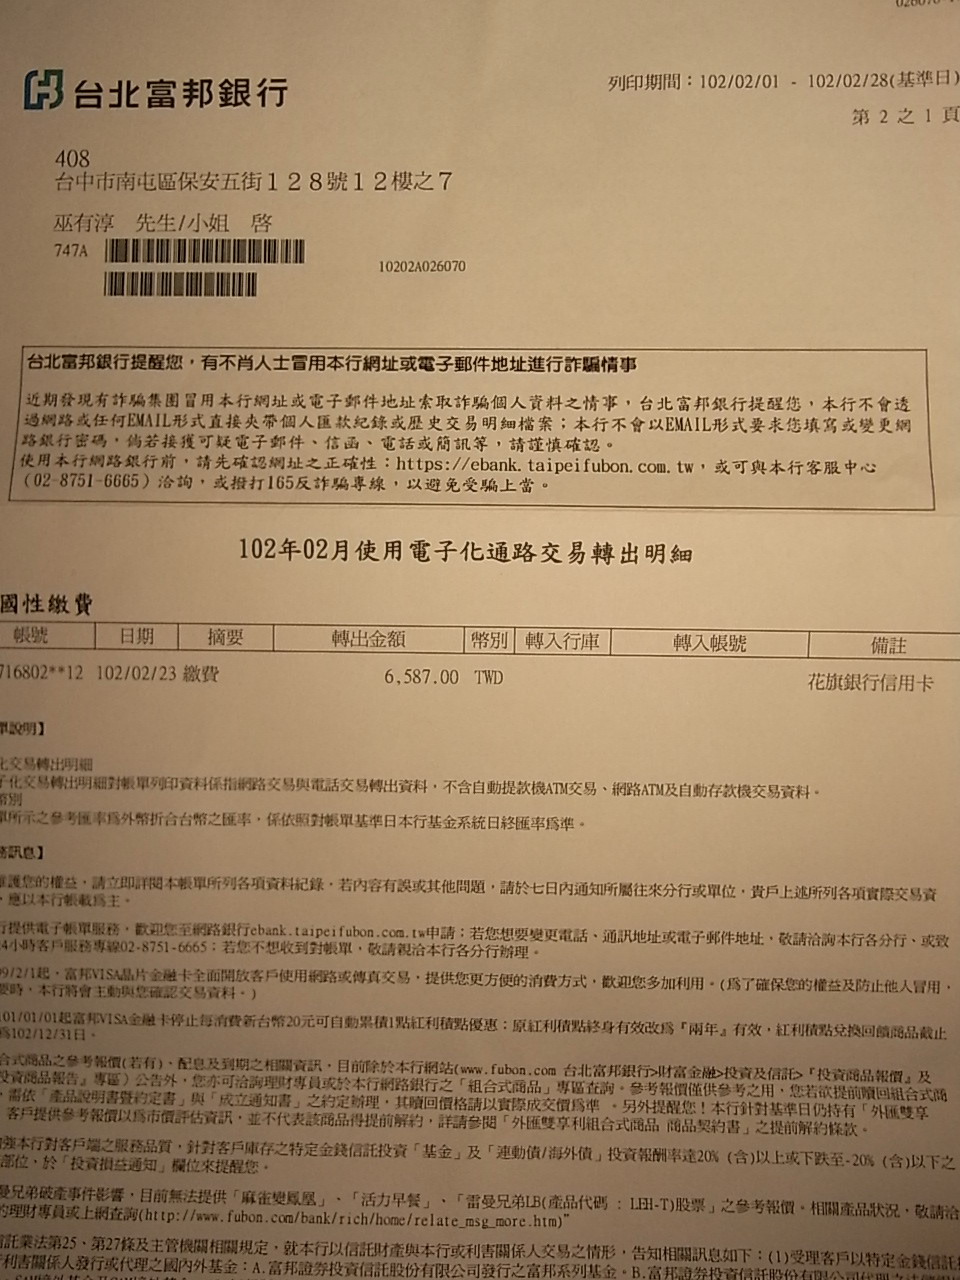 台北富邦銀行
列印期間：102/02/01 - 102/02/28(基準日)
第 2 之 1 頁
408
台中市南屯區保安五街１２８號１２樓之７
巫有淳 先生/小姐 啓
747A
10202A026070
台北富邦銀行提醒您，有不肖人士冒用本行網址或電子郵件地址進行詐騙情事
近期發現有詐騙集團冒用本行網址或電子郵件地址索取詐騙個人資料之情事，台北富邦銀行提醒您，本行不會透
過網路或任何EMAIL形式直接夾帶個人匯款紀錄或歷史交易明細檔案；本行不會以EMAIL形式要求您填寫或變更網
路銀行密碼，倘若接獲可疑電子郵件、信函、電話或簡訊等，請謹慎確認。
使用本行網路銀行前，請先確認網址之正確性：https://ebank.taipeifubon.com.tw，或可與本行客服中心
(02-8751-6665)洽詢，或撥打165反詐騙專線，以避免受騙上當。
102年02月使用電子化通路交易轉出明細
國性繳費
帳號 日期 摘要 轉出金額 幣別 轉入行庫 轉入帳號 備註
716802**12 102/02/23 繳費 6,587.00 TWD 花旗銀行信用卡
單說明】
化交易轉出明細
子化交易轉出明細對帳單列印資料係指網路交易與電話交易轉出資料，不含自動提款機ATM交易、網路ATM及自動存款機交易資料。
幣別
單所示之參考匯率爲外幣折合台幣之匯率，係依照對帳單基準日本行基金系統日終匯率爲準。
務訊息】
維護您的權益，請立即詳閱本帳單所列各項資料紀錄，若內容有誤或其他問題，請於七日內通知所屬往來分行或單位，貴戶上述所列各項實際交易資
，應以本行帳載爲主。
行提供電子帳單服務，歡迎您至網路銀行ebank.taipeifubon.com.tw申請；若您想要變更電話、通訊地址或電子郵件地址，敬請洽詢本行各分行、或致
24小時客戶服務專線02-8751-6665；若您不想收到對帳單，敬請親洽本行各分行辦理。
99/2/1起，富邦VISA晶片金融卡全面開放客戶使用網路或傳真交易，提供您更方便的消費方式，歡迎您多加利用。(爲了確保您的權益及防止他人冒用，
要時，本行將會主動與您確認交易資料。)
101/01/01起富邦VISA金融卡停止每消費新台幣20元可自動累積1點紅利積點優惠；原紅利積點終身有效改爲『兩年』有效，紅利積點兌換回饋商品截止
爲102/12/31日。
合式商品之參考報價(若有)、配息及到期之相關資訊，目前除於本行網站(www.fubon.com 台北富邦銀行>財富金融>投資及信託>『投資商品報價』及
投資商品報告』專區）公告外，您亦可洽詢理財專員或於本行網路銀行之「組合式商品」專區查詢。參考報價僅供參考之用，您若欲提前贖回組合式商
，需依「產品說明書暨約定書」與「成立通知書」之約定辦理，其贖回價格請以實際成交價爲準 。另外提醒您！本行針對基準日仍持有「外匯雙享
」客戶提供參考報價以爲市價評估資訊，並不代表該商品得提前解約，詳請參閱「外匯雙享利組合式商品 商品契約書」之提前解約條款。
強本行對客戶端之服務品質，針對客戶庫存之特定金錢信託投資「基金」及「連動債/海外債」投資報酬率達20% (含)以上或下跌至-20% (含)以下之
部位，於「投資損益通知」欄位來提醒您。
曼兄弟破產事件影響，目前無法提供「麻雀變鳳凰」、「活力早餐」、「雷曼兄弟LB(產品代碼 : LEH-T)股票」之參考報價。相關產品狀況，敬請洽
的理財專員或上網查詢(http://www.fubon.com/bank/rich/home/relate_msg_more.htm)"
信託業法第25、第27條及主管機關相關規定，就本行以信託財產與本行或利害關係人交易之情形，告知相關訊息如下：(1)受理客戶以特定金錢信託
利害關係人發行或代理之國內外基金：A.富邦證券投資信託股份有限公司發行之富邦系列基金。B.富邦證券投資信託股份有限公司